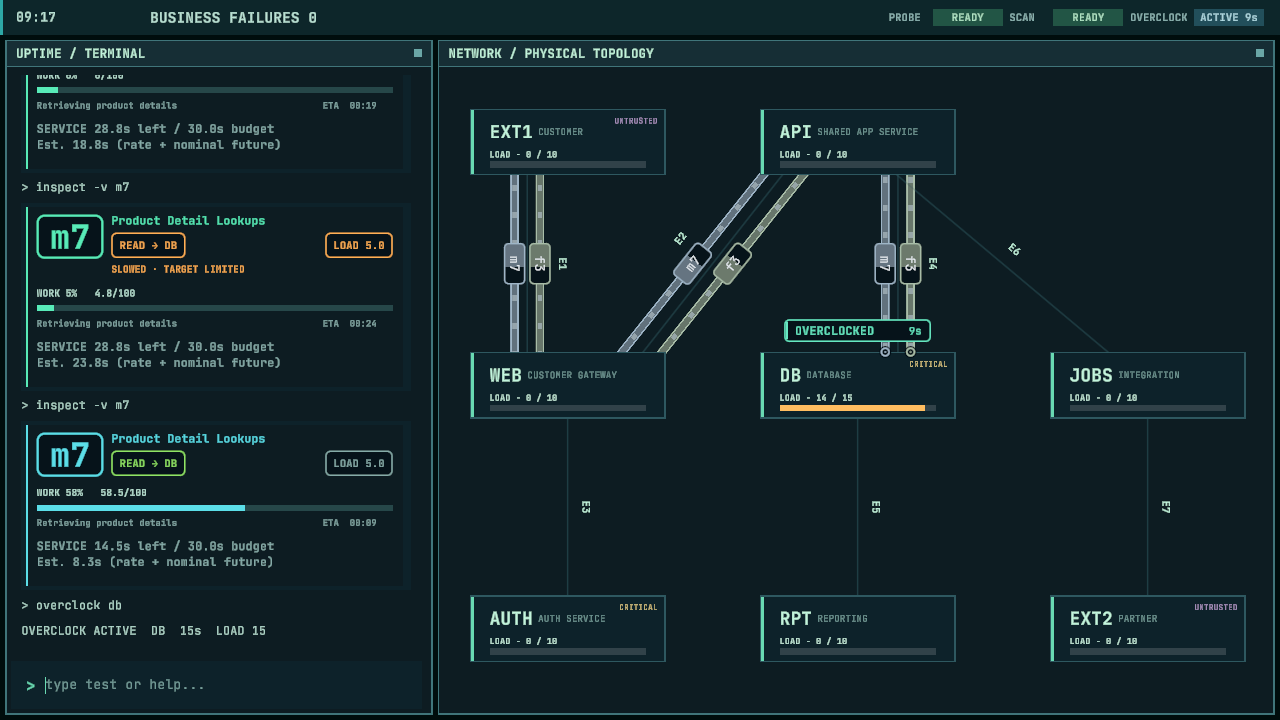 09:17 BUSINESS FAILURES 0 PROBE READY SCAN READY OVERCLOCK ACTIVE 9s
UPTIME / TERMINAL
WORK 6% 6/100
Retrieving product details ETA 00:19
SERVICE 28.8s left / 30.0s budget
Est. 18.8s (rate + nominal future)
> inspect -v m7
m7 Product Detail Lookups
READ → DB LOAD 5.0
SLOWED · TARGET LIMITED
WORK 5% 4.8/100
Retrieving product details ETA 00:24
SERVICE 28.8s left / 30.0s budget
Est. 23.8s (rate + nominal future)
> inspect -v m7
m7 Product Detail Lookups
READ → DB LOAD 5.0
WORK 58% 58.5/100
Retrieving product details ETA 00:09
SERVICE 14.5s left / 30.0s budget
Est. 8.3s (rate + nominal future)
> overclock db
OVERCLOCK ACTIVE DB 15s LOAD 15
> type test or help...
NETWORK / PHYSICAL TOPOLOGY
UNTRUSTED
EXT1 CUSTOMER
LOAD - 0 / 10
API SHARED APP SERVICE
LOAD - 0 / 10
m7 f3 E1
E2 m7 f3
m7 f3 E4
E6
OVERCLOCKED 9s
WEB CUSTOMER GATEWAY
LOAD - 0 / 10
CRITICAL
DB DATABASE
LOAD - 14 / 15
JOBS INTEGRATION
LOAD - 0 / 10
E3
E5
E7
CRITICAL
AUTH AUTH SERVICE
LOAD - 0 / 10
RPT REPORTING
LOAD - 0 / 10
UNTRUSTED
EXT2 PARTNER
LOAD - 0 / 10